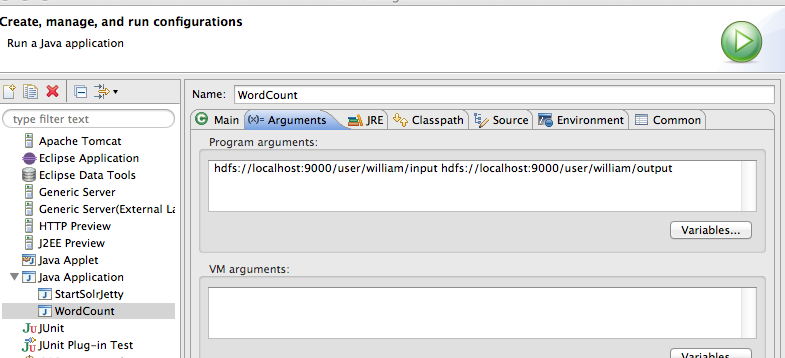 Create, manage, and run configurations
Run a Java application
type filter text
Apache Tomcat
Eclipse Application
Eclipse Data Tools
Generic Server
Generic Server(External La
HTTP Preview
J2EE Preview
Java Applet
Java Application
StartSolrJetty
WordCount
JUnit
JUnit Plug-in Test
Name: WordCount
Main (x)= Arguments JRE Classpath Source Environment Common
Program arguments:
hdfs://localhost:9000/user/william/input hdfs://localhost:9000/user/william/output
Variables...
VM arguments:
Variables...